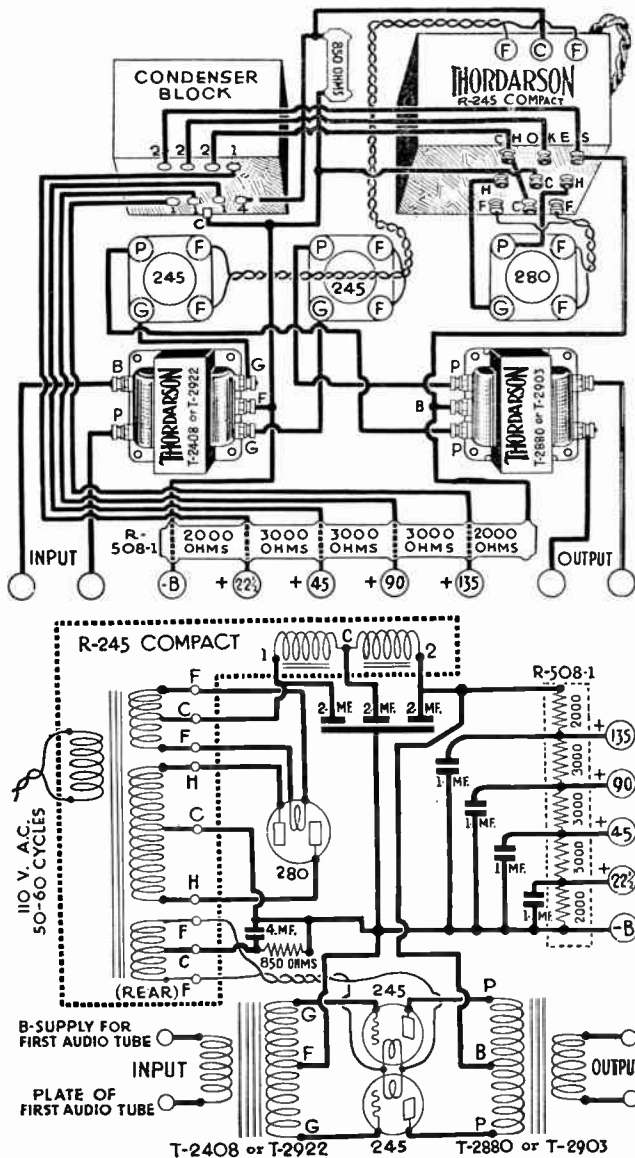 850 OHMS
F C F
CONDENSER
BLOCK
THORDARSON
R-245 COMPACT
CHOKES
2 2 2 1
H C H
F C F
1 1 1 4
C
P F
245
G F
P F
245
G F
P F
280
G F
B
P
THORDARSON
T-2408 or T-2922
G
F
G
P
B
P
THORDARSON
T-2880 or T-2903
R-
508-1
2000 OHMS
3000 OHMS
3000 OHMS
3000 OHMS
2000 OHMS
INPUT
-B
+ 22½
+ 45
+ 90
+ 135
OUTPUT
R-245 COMPACT
1 C 2
R-508-1
F
C
F
H
C
H
F
C
F
(REAR)
110 V. A.C.
50-60 CYCLES
280
2 MF.
2 MF.
2 MF.
1 MF.
1 MF.
1 MF.
1 MF.
2000
3000
3000
3000
2000
+ 135
+ 90
+ 45
+ 22½
-B
4 MF.
850 OHMS
B-SUPPLY FOR
FIRST AUDIO TUBE
INPUT
PLATE OF
FIRST AUDIO TUBE
G
F
G
245
245
P
B
P
OUTPUT
T-2408 or T-2922
T-2880 or T-2903